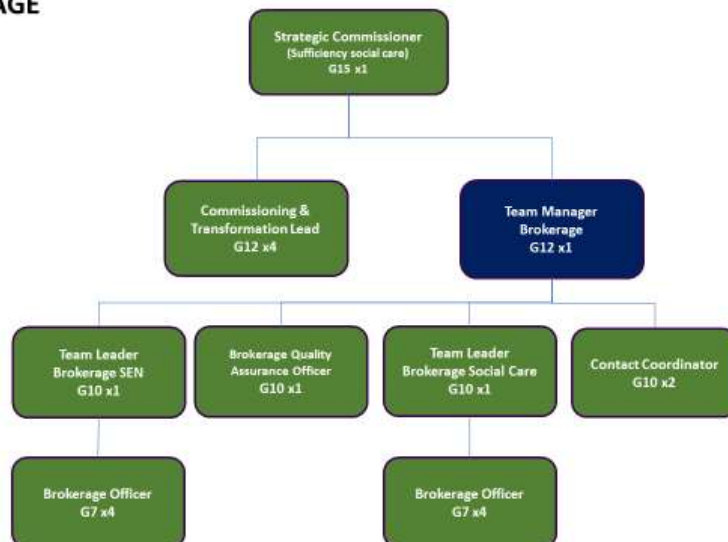 AGE
Strategic Commissioner
(Sufficiency social care)
G15 x1
Commissioning &
Transformation Lead
G12 x4
Team Manager
Brokerage
G12 x1
Team Leader
Brokerage SEN
G10 x1
Brokerage Quality
Assurance Officer
G10 x1
Team Leader
Brokerage Social Care
G10 x1
Contact Coordinator
G10 x2
Brokerage Officer
G7 x4
Brokerage Officer
G7 x4